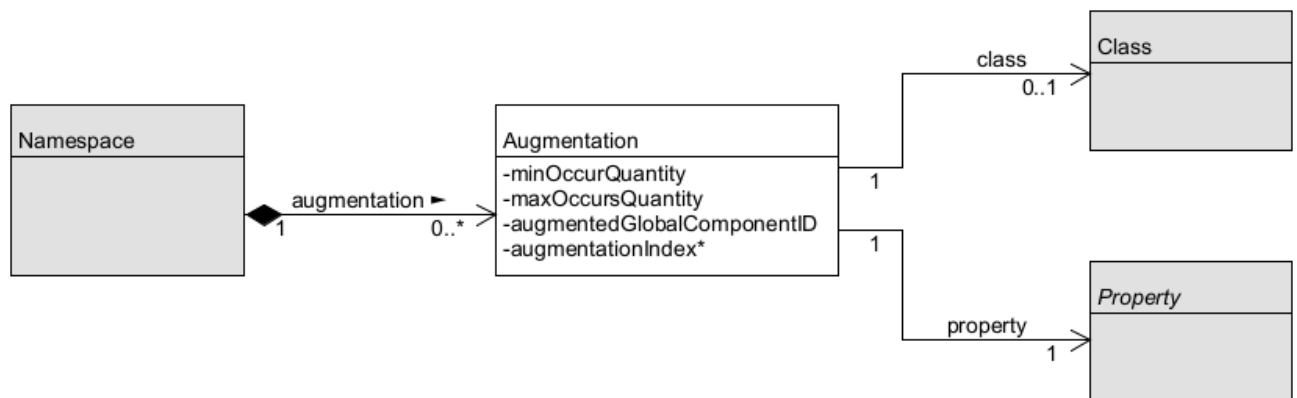 Namespace
augmentation ►
1
0..*
Augmentation
-minOccurQuantity
-maxOccursQuantity
-augmentedGlobalComponentID
-augmentationIndex*
class
0..1
1
Class
1
property
1
Property